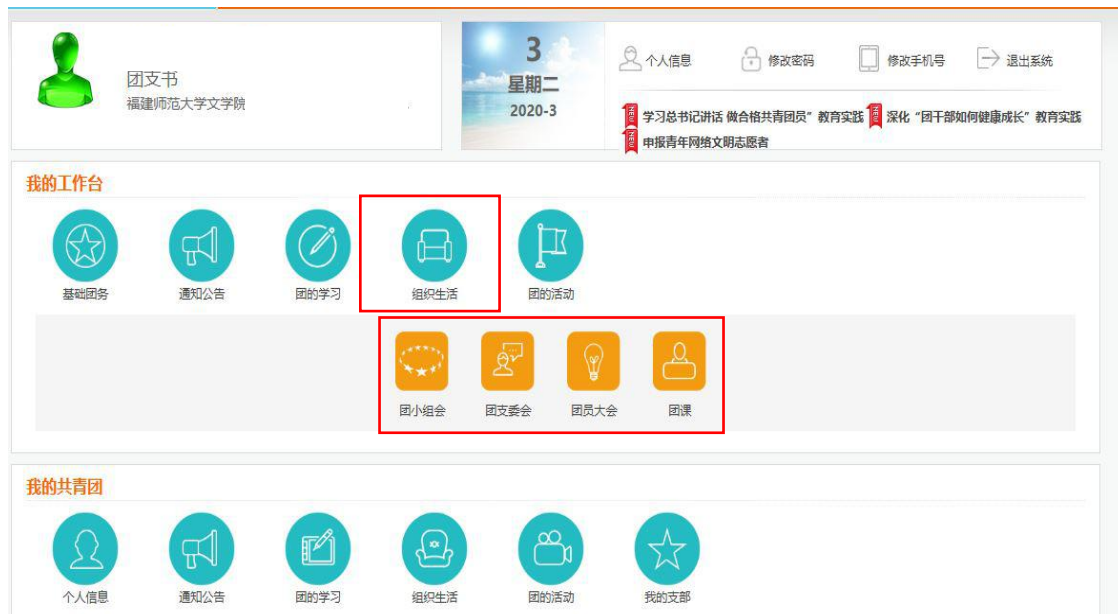 团支书
福建师范大学文学院
3
星期二
2020-3
个人信息 修改密码 修改手机号 退出系统
NEW 学习总书记讲话 做合格共青团员”教育实践 NEW 深化“团干部如何健康成长”教育实践
NEW 申报青年网络文明志愿者
我的工作台
基础团务 通知公告 团的学习 组织生活 团的活动
团小组会 团支委会 团员大会 团课
我的共青团
个人信息 通知公告 团的学习 组织生活 团的活动 我的支部